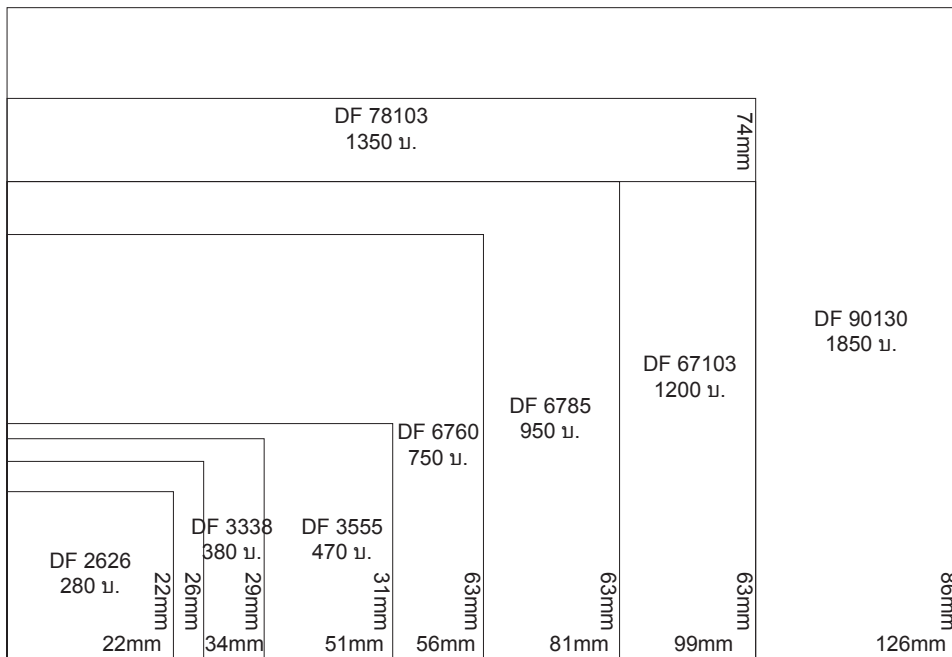 DF 78103
1350 บ.
74mm
DF 90130
1850 บ.
DF 67103
1200 บ.
DF 6785
950 บ.
DF 6760
750 บ.
DF 3338
380 บ.
DF 3555
470 บ.
DF 2626
280 บ.
22mm
26mm
29mm
31mm
63mm
63mm
63mm
86mm
22mm
34mm
51mm
56mm
81mm
99mm
126mm